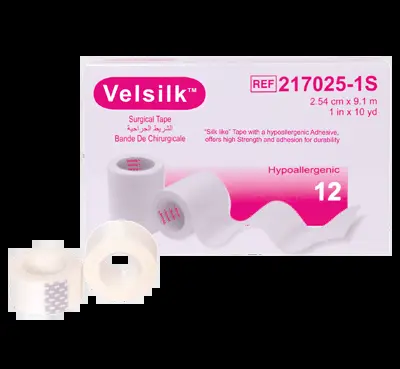 Velsilk™
Surgical Tape
الشريط الجراحية
Bande De Chirurgicale
REF 217025-1S
2.54 cm x 9.1 m
1 in x 10 yd
"Silk like" Tape with a hypoallergenic Adhesive,
offers high Strength and adhesion for durability
Hypoallergenic
12